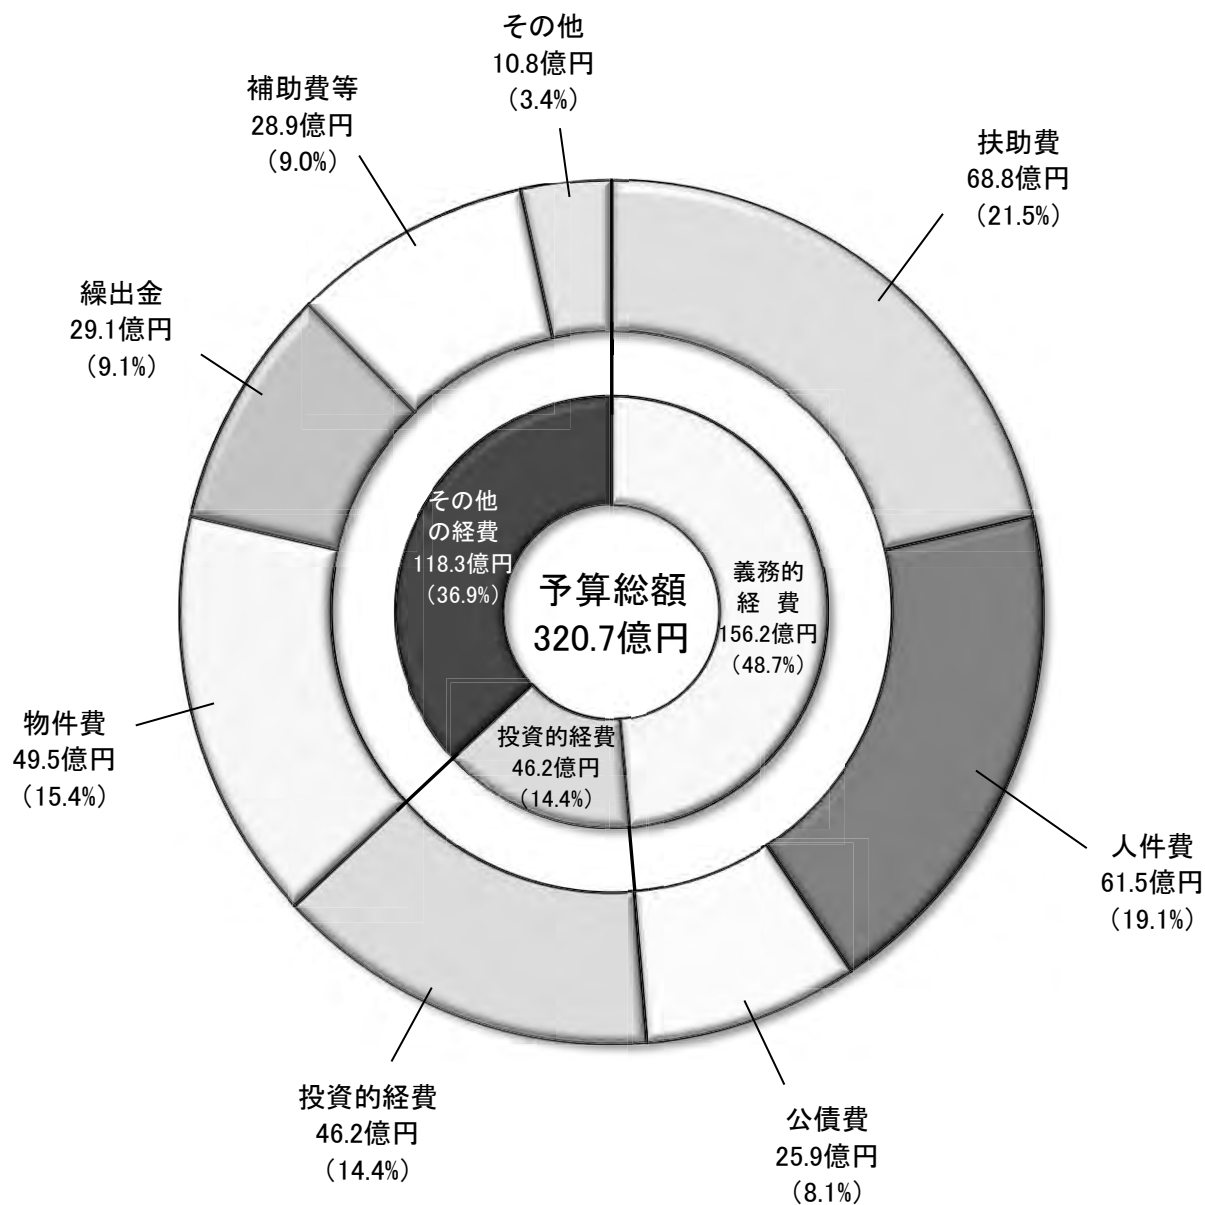 その他
10.8億円
（3.4%）
補助費等
28.9億円
（9.0%）
扶助費
68.8億円
（21.5%）
繰出金
29.1億円
（9.1%）
その他
の経費
118.3億円
（36.9%）
予算総額
320.7億円
義務的
経 費
156.2億円
（48.7%）
投資的経費
46.2億円
（14.4%）
物件費
49.5億円
（15.4%）
人件費
61.5億円
（19.1%）
投資的経費
46.2億円
（14.4%）
公債費
25.9億円
（8.1%）